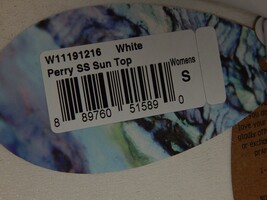 W11191216 White
Perry SS Sun Top
Womens
S
8 89760 51589 0